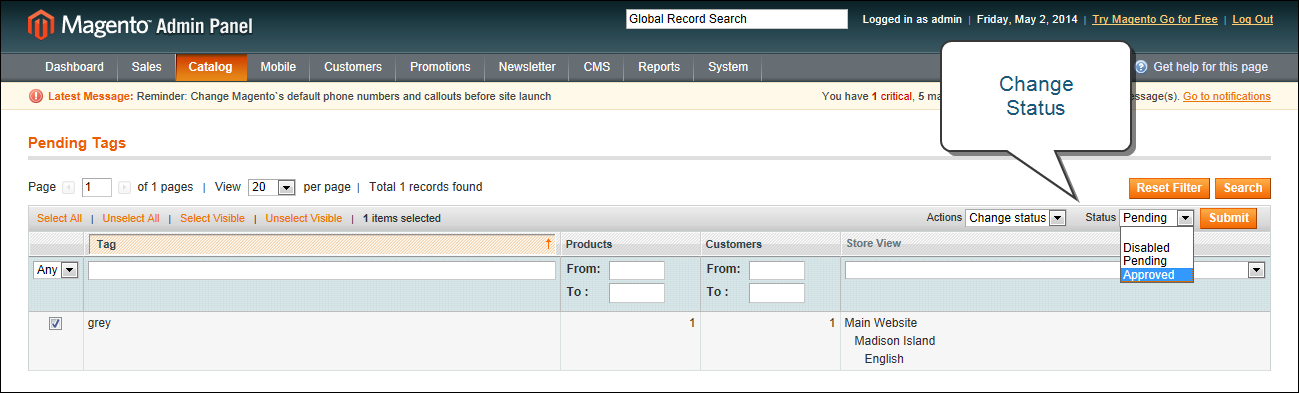 Magento™ Admin Panel
Global Record Search
Logged in as admin | Friday, May 2, 2014 | Try Magento Go for Free | Log Out
Dashboard Sales Catalog Mobile Customers Promotions Newsletter CMS Reports System
Get help for this page
Latest Message: Reminder: Change Magento`s default phone numbers and callouts before site launch
You have 1 critical, 5 ma
essage(s). Go to notifications
Change
Status
Pending Tags
Page 1 of 1 pages | View 20 per page | Total 1 records found
Reset Filter Search
Select All | Unselect All | Select Visible | Unselect Visible | 1 items selected
Actions Change status Status Pending Submit
Disabled
Pending
Approved
Tag Products Customers Store View
Any From: From:
To : To :
grey 1 1 Main Website
Madison Island
English